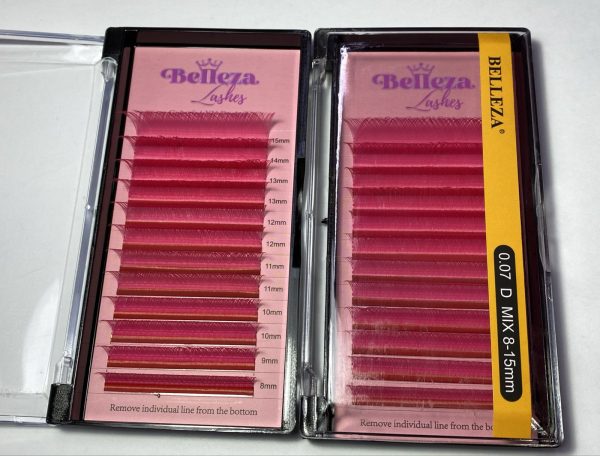 Belleza
Lashes
15mm
14mm
13mm
13mm
12mm
12mm
11mm
11mm
10mm
10mm
9mm
8mm
Remove individual line from the bottom
Belleza
Lashes
Remove individual line from the
BELLEZA®
0.07 D MIX 8-15mm